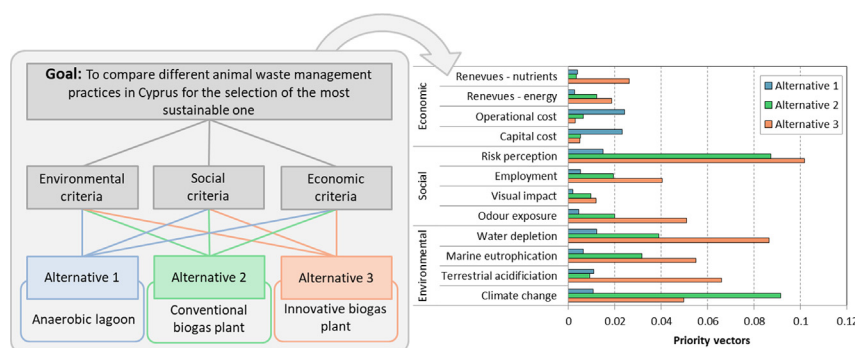 Goal: To compare different animal waste management
practices in Cyprus for the selection of the most
sustainable one
Environmental
criteria
Social
criteria
Economic
criteria
Alternative 1
Alternative 2
Alternative 3
Anaerobic lagoon
Conventional
biogas plant
Innovative biogas
plant
Economic
Renevues - nutrients
Renevues - energy
Operational cost
Capital cost
Social
Risk perception
Employment
Visual impact
Odour exposure
Environmental
Water depletion
Marine eutrophication
Terrestrial acidificiation
Climate change
Alternative 1
Alternative 2
Alternative 3
0 0.02 0.04 0.06 0.08 0.1 0.12
Priority vectors